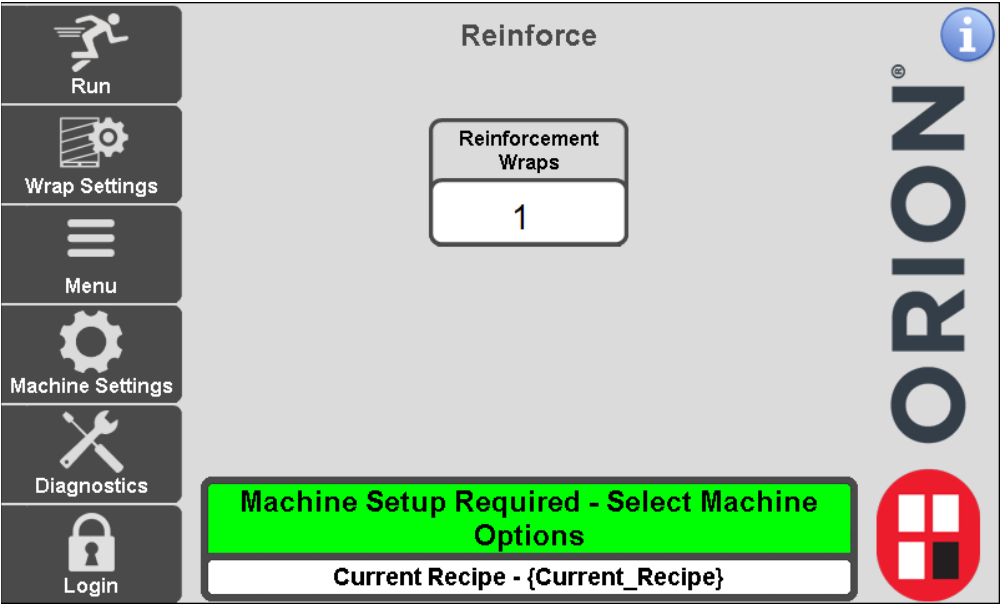 Reinforce
Run
Wrap Settings
Menu
Machine Settings
Diagnostics
Login
Reinforcement
Wraps
1
Machine Setup Required - Select Machine
Options
Current Recipe - {Current_Recipe}
i
ORION®